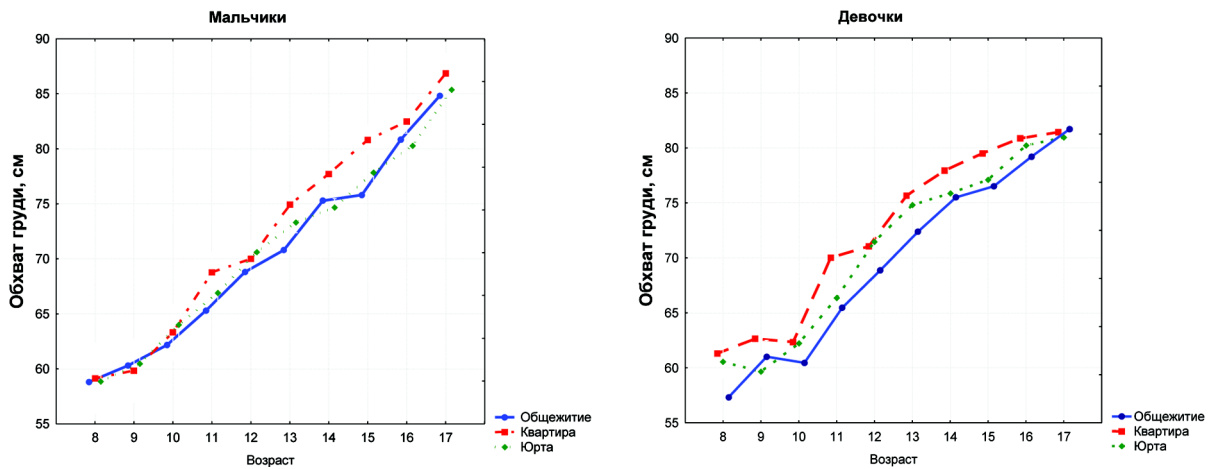 Мальчики
Обхват груди, см
90
85
80
75
70
65
60
55
8 9 10 11 12 13 14 15 16 17
Возраст
Общежитие
Квартира
Юрта
Девочки
Обхват груди, см
90
85
80
75
70
65
60
55
8 9 10 11 12 13 14 15 16 17
Возраст
Общежитие
Квартира
Юрта